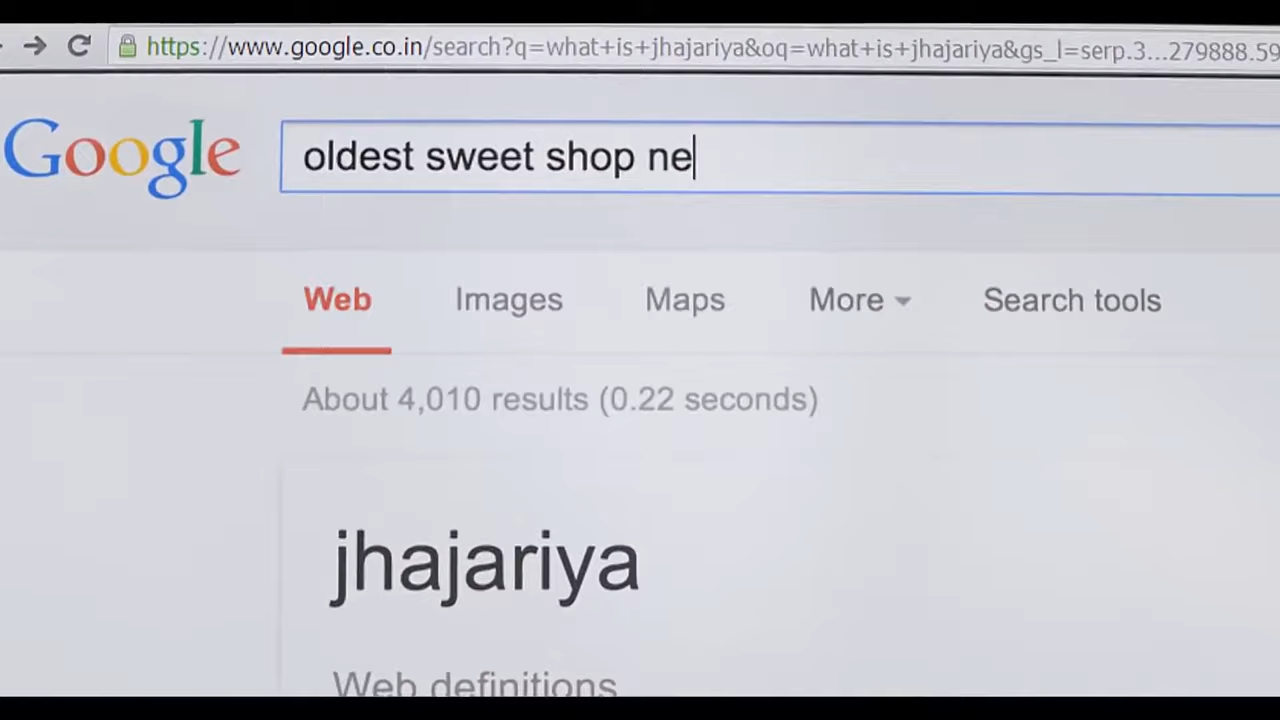 https://www.google.co.in/search?q=what+is+jhajariya&oq=what+is+jhajariya&gs_l=serp.3...279888.59
Google
oldest sweet shop ne
Web Images Maps More Search tools
About 4,010 results (0.22 seconds)
jhajariya
Web definitions